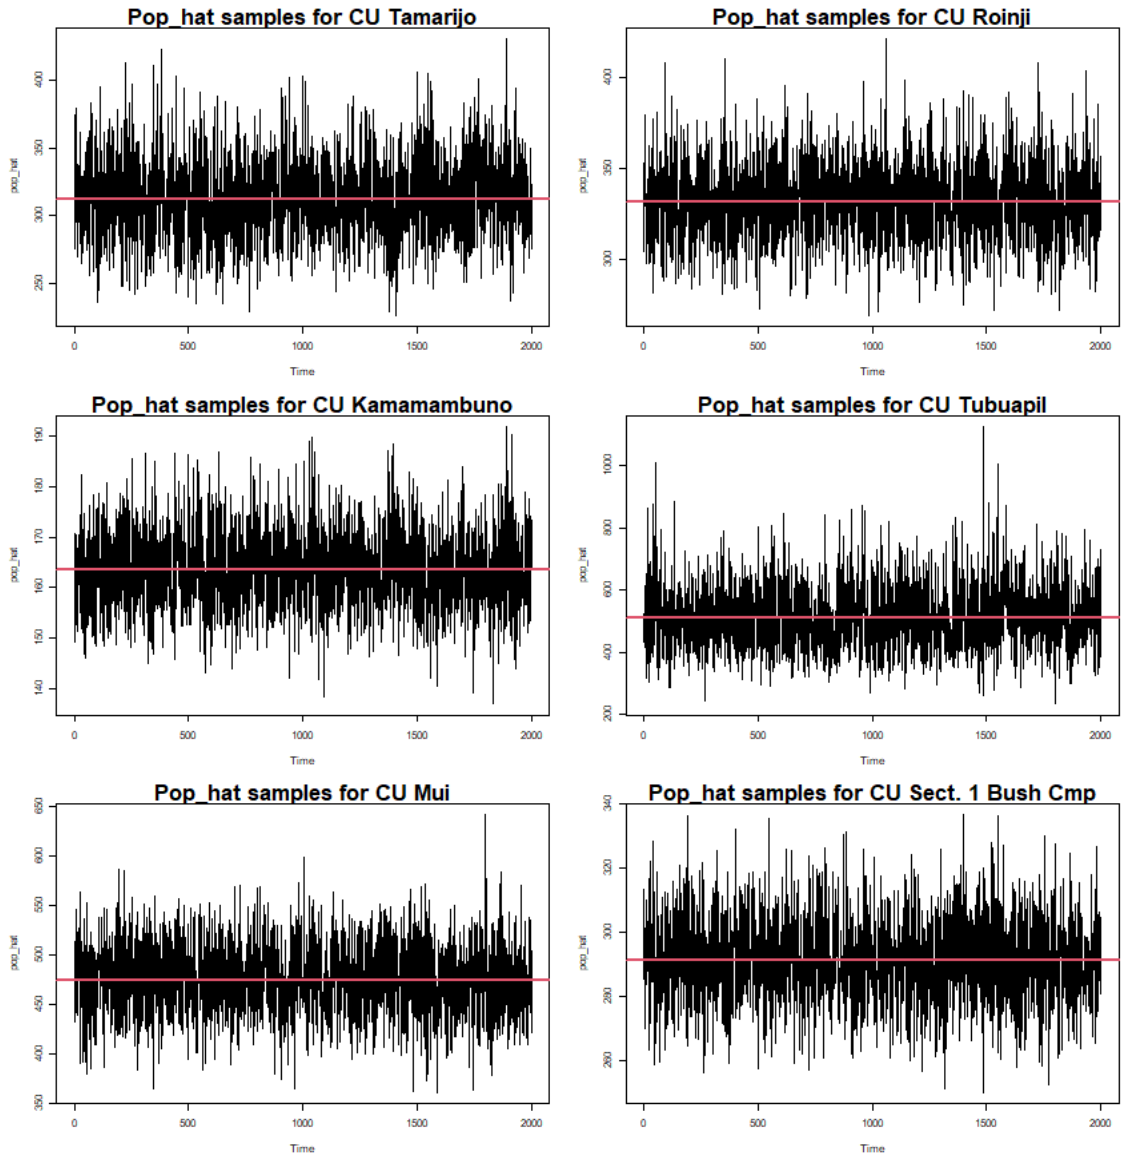 Pop_hat samples for CU Tamarijo
pop_hat
400
350
300
250
0 500 1000 1500 2000
Time
Pop_hat samples for CU Roinji
pop_hat
400
350
300
0 500 1000 1500 2000
Time
Pop_hat samples for CU Kamamambuno
pop_hat
190
180
170
160
150
140
0 500 1000 1500 2000
Time
Pop_hat samples for CU Tubuapil
pop_hat
1000
800
600
400
200
0 500 1000 1500 2000
Time
Pop_hat samples for CU Mui
pop_hat
650
600
550
500
450
400
350
0 500 1000 1500 2000
Time
Pop_hat samples for CU Sect. 1 Bush Cmp
pop_hat
340
320
300
280
260
0 500 1000 1500 2000
Time